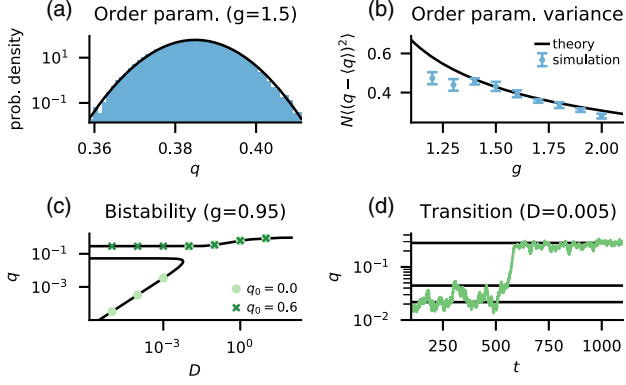 (a) Order param. (g=1.5)
prob. density
10¹
10⁻¹
0.36 0.38 0.40
q
(b) Order param. variance
N⟨(q − ⟨q⟩)²⟩
0.6
0.4
theory
simulation
1.25 1.50 1.75 2.00
g
(c) Bistability (g=0.95)
q
10⁻¹
10⁻³
q₀ = 0.0
q₀ = 0.6
10⁻³ 10⁰
D
(d) Transition (D=0.005)
q
10⁻¹
10⁻²
250 500 750 1000
t